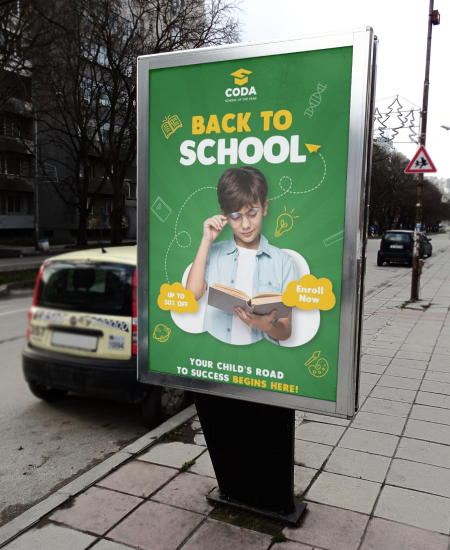 CODA
SCHOOL OF THE YEAR
BACK TO
SCHOOL
UP TO
50% OFF
Enroll
Now
YOUR CHILD'S ROAD
TO SUCCESS BEGINS HERE!